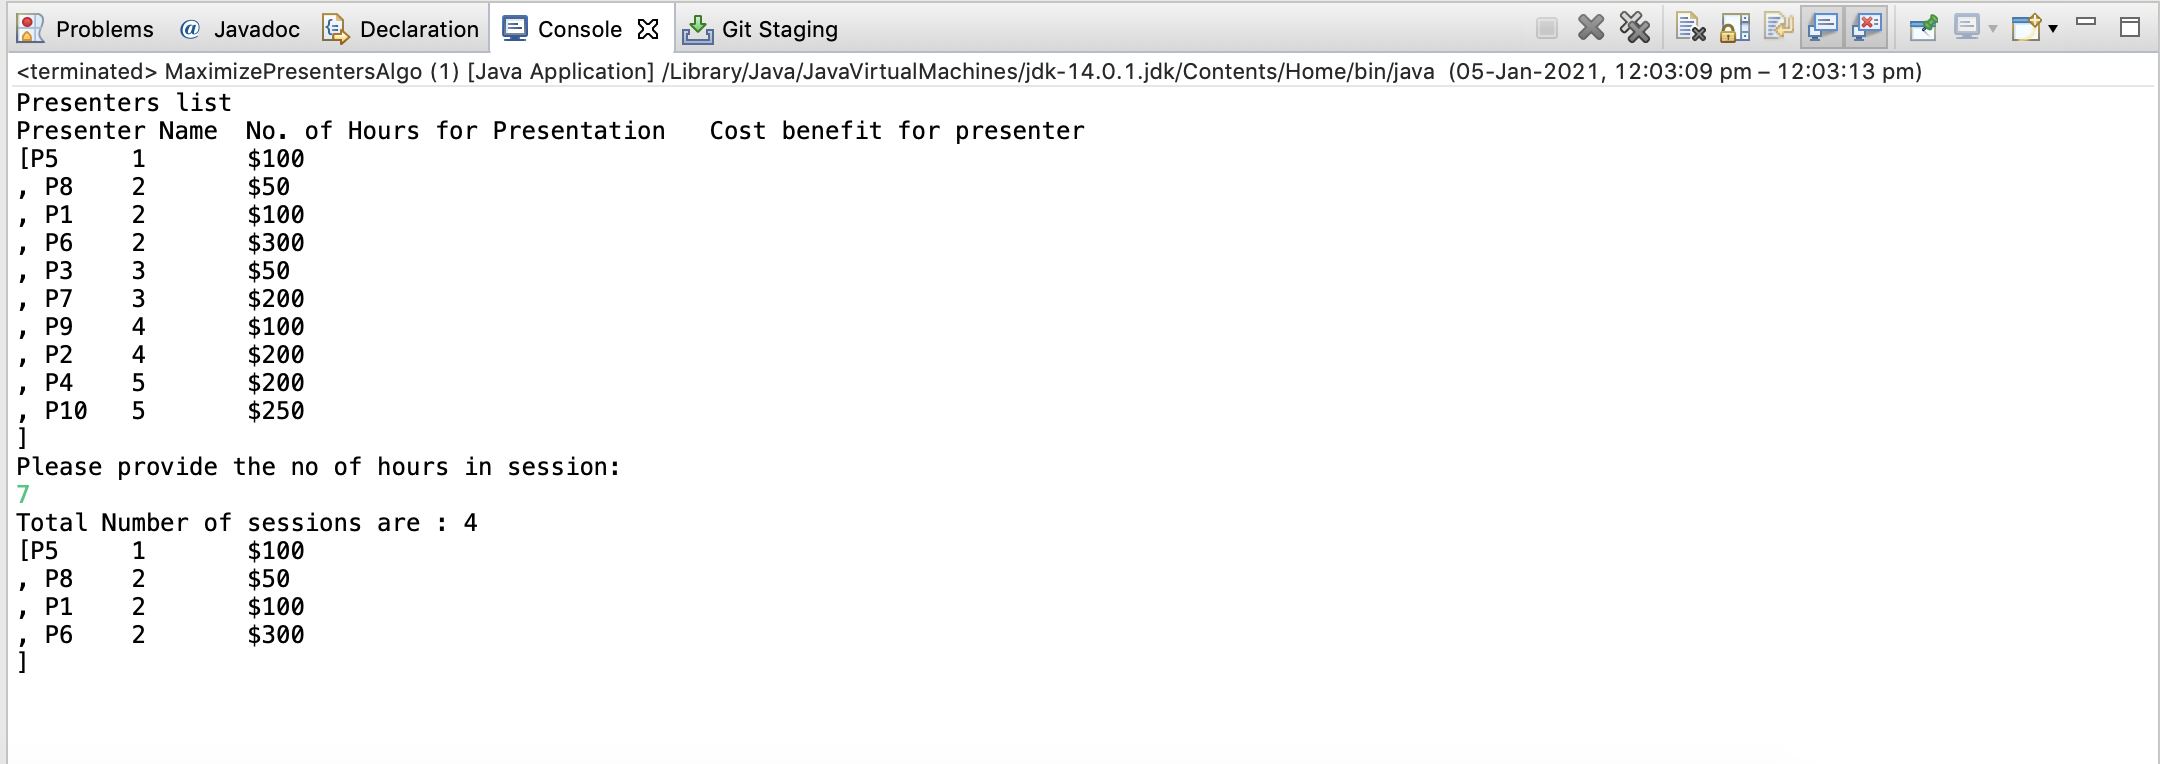 Problems @ Javadoc Declaration Console Git Staging
<terminated> MaximizePresentersAlgo (1) [Java Application] /Library/Java/JavaVirtualMachines/jdk-14.0.1.jdk/Contents/Home/bin/java (05-Jan-2021, 12:03:09 pm – 12:03:13 pm)
Presenters list
Presenter Name  No. of Hours for Presentation   Cost benefit for presenter
[P5     1       $100
, P8    2       $50
, P1    2       $100
, P6    2       $300
, P3    3       $50
, P7    3       $200
, P9    4       $100
, P2    4       $200
, P4    5       $200
, P10   5       $250
]
Please provide the no of hours in session:
7
Total Number of sessions are : 4
[P5     1       $100
, P8    2       $50
, P1    2       $100
, P6    2       $300
]